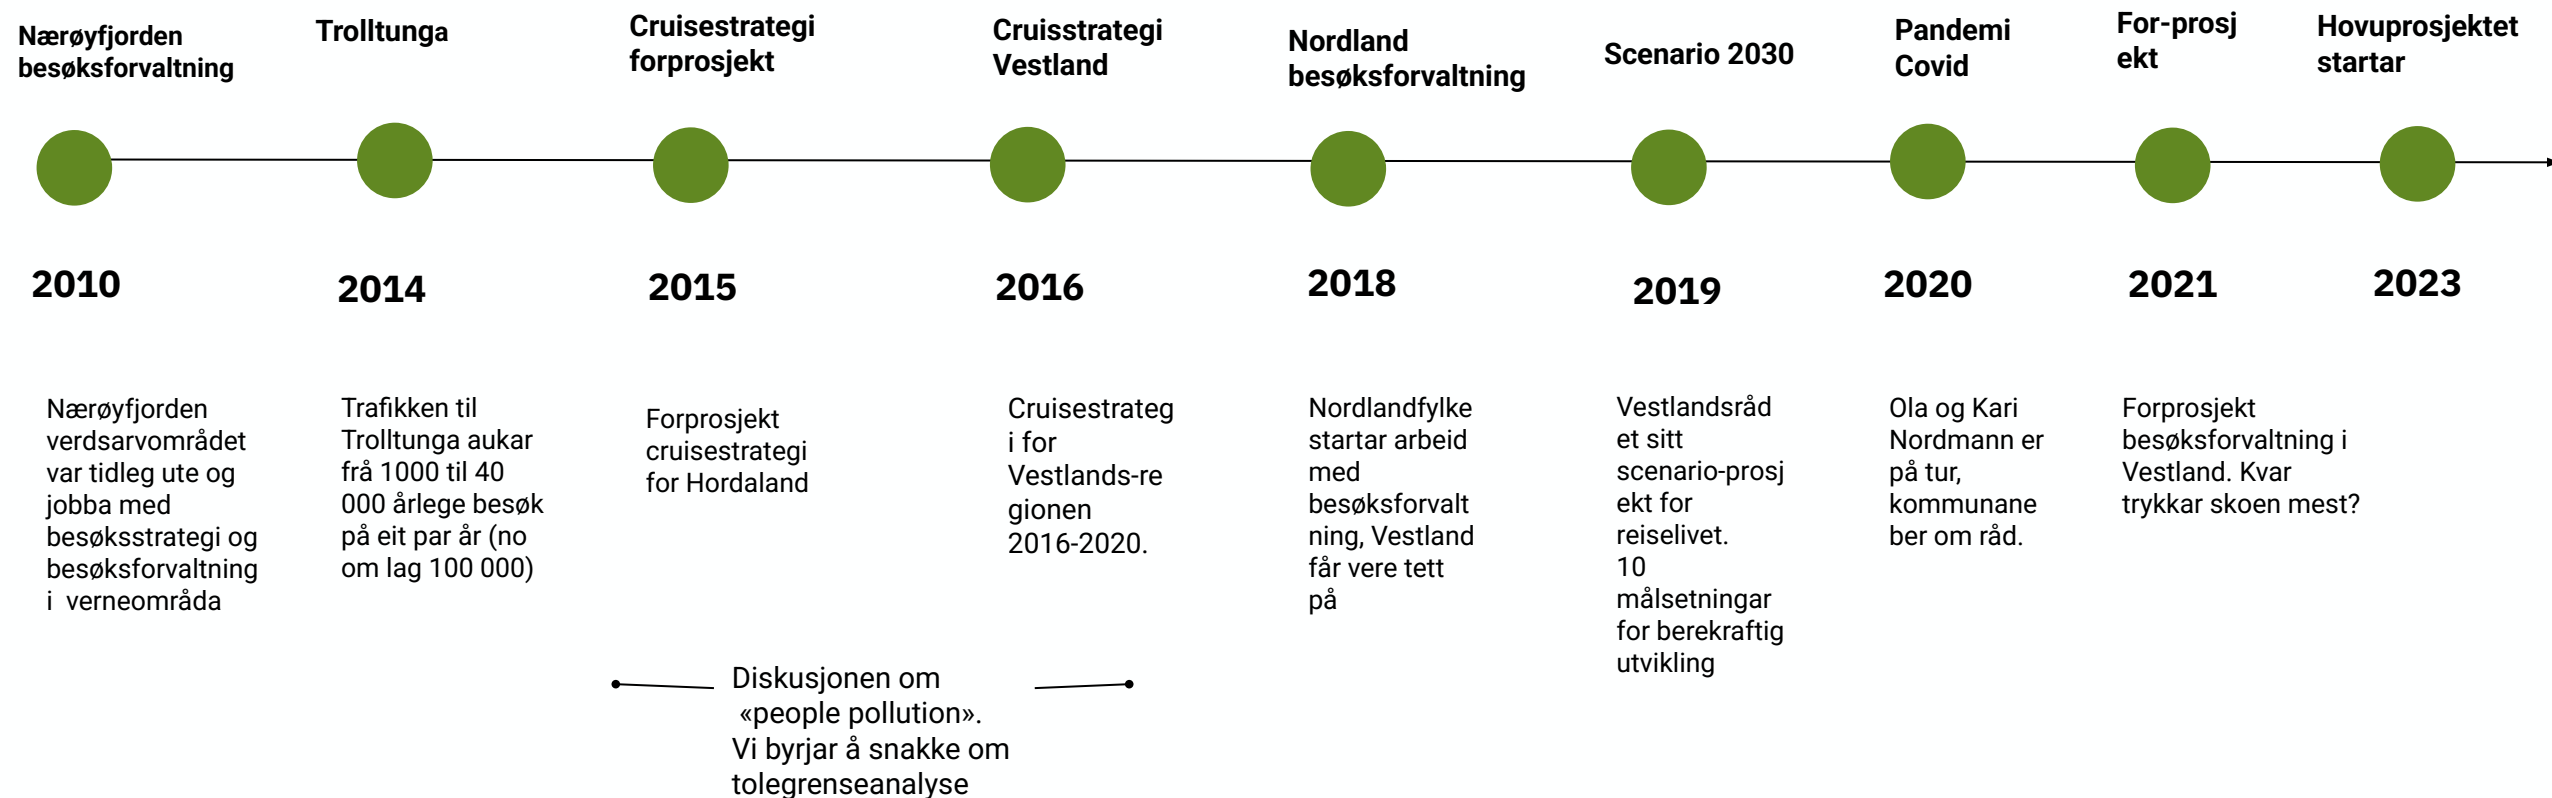 Nærøyfjorden
besøksforvaltning
Trolltunga
Cruisestrategi
forprosjekt
Cruisstrategi
Vestland
Nordland
besøksforvaltning
Scenario 2030
Pandemi
Covid
For-prosj
ekt
Hovuprosjektet
startar
2010
2014
2015
2016
2018
2019
2020
2021
2023
Nærøyfjorden
verdsarvområdet
var tidleg ute og
jobba med
besøksstrategi og
besøksforvaltning
i  verneområda
Trafikken til
Trolltunga aukar
frå 1000 til 40
000 årlege besøk
på eit par år (no
om lag 100 000)
Forprosjekt
cruisestrategi
for Hordaland
Cruisestrateg
i for
Vestlands-re
gionen
2016-2020.
Nordlandfylke
startar arbeid
med
besøksforvalt
ning, Vestland
får vere tett
på
Vestlandsråd
et sitt
scenario-prosj
ekt for
reiselivet.
10
målsetningar
for berekraftig
utvikling
Ola og Kari
Nordmann er
på tur,
kommunane
ber om råd.
Forprosjekt
besøksforvaltning i
Vestland. Kvar
trykkar skoen mest?
Diskusjonen om
«people pollution».
Vi byrjar å snakke om
tolegrenseanalyse